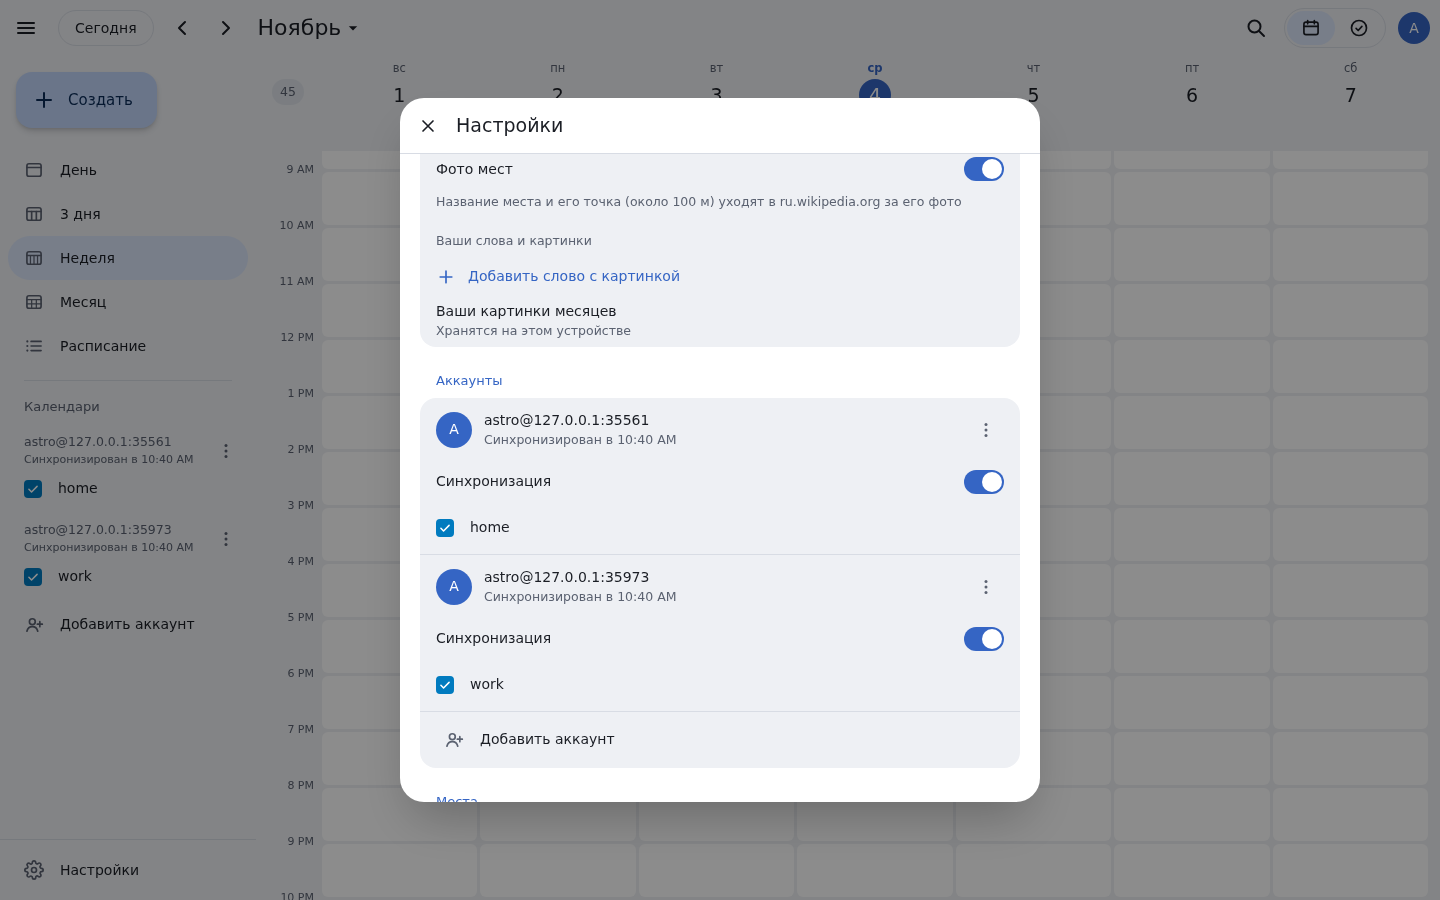 Сегодня
Ноябрь
A
Создать
45
вс
пн
вт
ср
чт
пт
сб
1
2
3
4
5
6
7
День
3 дня
Неделя
Месяц
Расписание
Календари
astro@127.0.0.1:35561
Синхронизирован в 10:40 AM
home
astro@127.0.0.1:35973
Синхронизирован в 10:40 AM
work
Добавить аккаунт
Настройки
9 AM
10 AM
11 AM
12 PM
1 PM
2 PM
3 PM
4 PM
5 PM
6 PM
7 PM
8 PM
9 PM
10 PM
Настройки
Фото мест
Название места и его точка (около 100 м) уходят в ru.wikipedia.org за его фото
Ваши слова и картинки
Добавить слово с картинкой
Ваши картинки месяцев
Хранятся на этом устройстве
Аккаунты
A
astro@127.0.0.1:35561
Синхронизирован в 10:40 AM
Синхронизация
home
A
astro@127.0.0.1:35973
Синхронизирован в 10:40 AM
Синхронизация
work
Добавить аккаунт
Места